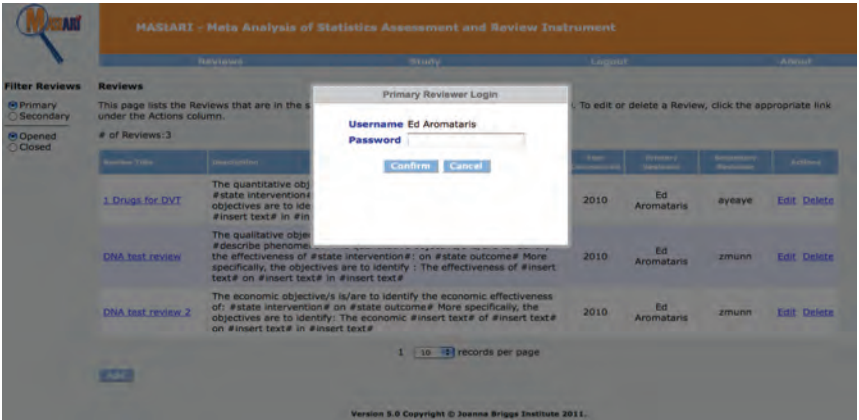 MASTARI
MAStARI - Meta Analysis of Statistics Assessment and Review Instrument
Reviews Study Logout About
Filter Reviews
Primary
Secondary
Opened
Closed
Reviews
This page lists the Reviews that are in the s . To edit or delete a Review, click the appropriate link
under the Actions column.
# of Reviews:3
Primary Reviewer Login
Username Ed Aromataris
Password
Confirm Cancel
Review Title Description Year Primary Reviewer Secondary Reviewer Actions
1 Drugs for DVT
The quantitative obj
#state intervention#
objectives are to ide
#insert text# in #in
2010 Ed Aromataris ayeaye Edit Delete
DNA test review
The qualitative obje
#describe phenome
the effectiveness of #state intervention#: on #state outcome# More
specifically, the objectives are to identify : The effectiveness of #insert
text# on #insert text# in #insert text#
2010 Ed Aromataris zmunn Edit Delete
DNA test review 2
The economic objective/s is/are to identify the economic effectiveness
of: #state intervention# on #state outcome# More specifically, the
objectives are to identify: The economic #insert text# of #insert text#
on #insert text# in #insert text#
2010 Ed Aromataris zmunn Edit Delete
1 10 records per page
Add
Version 5.0 Copyright © Joanna Briggs Institute 2011.